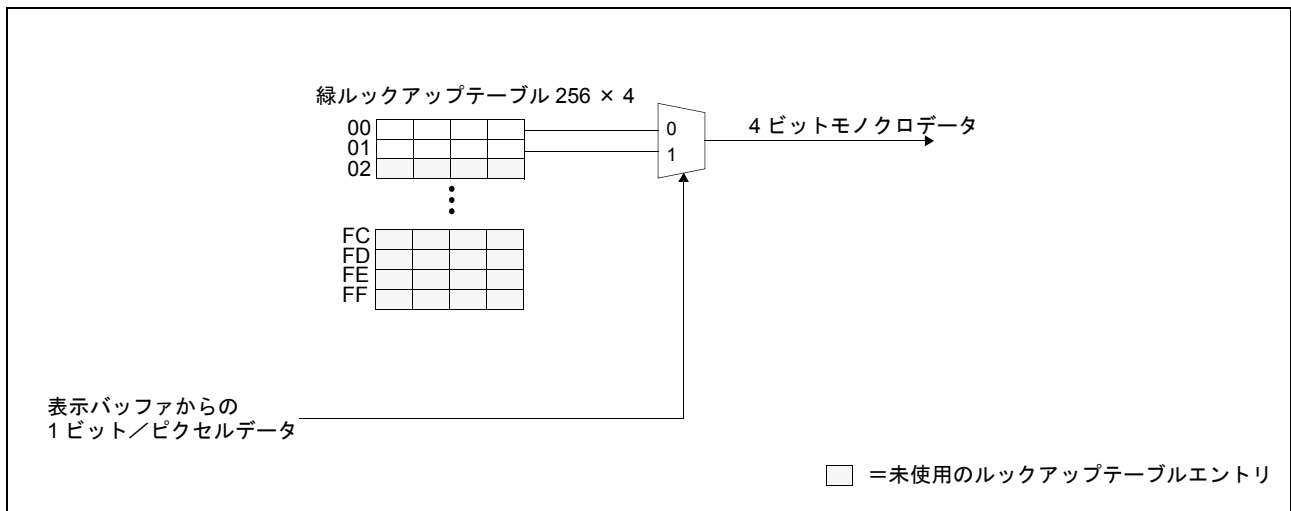 緑ルックアップテーブル 256 × 4
00
01
02
FC
FD
FE
FF
0
1
4 ビットモノクロデータ
表示バッファからの
1 ビット／ピクセルデータ
＝未使用のルックアップテーブルエントリ